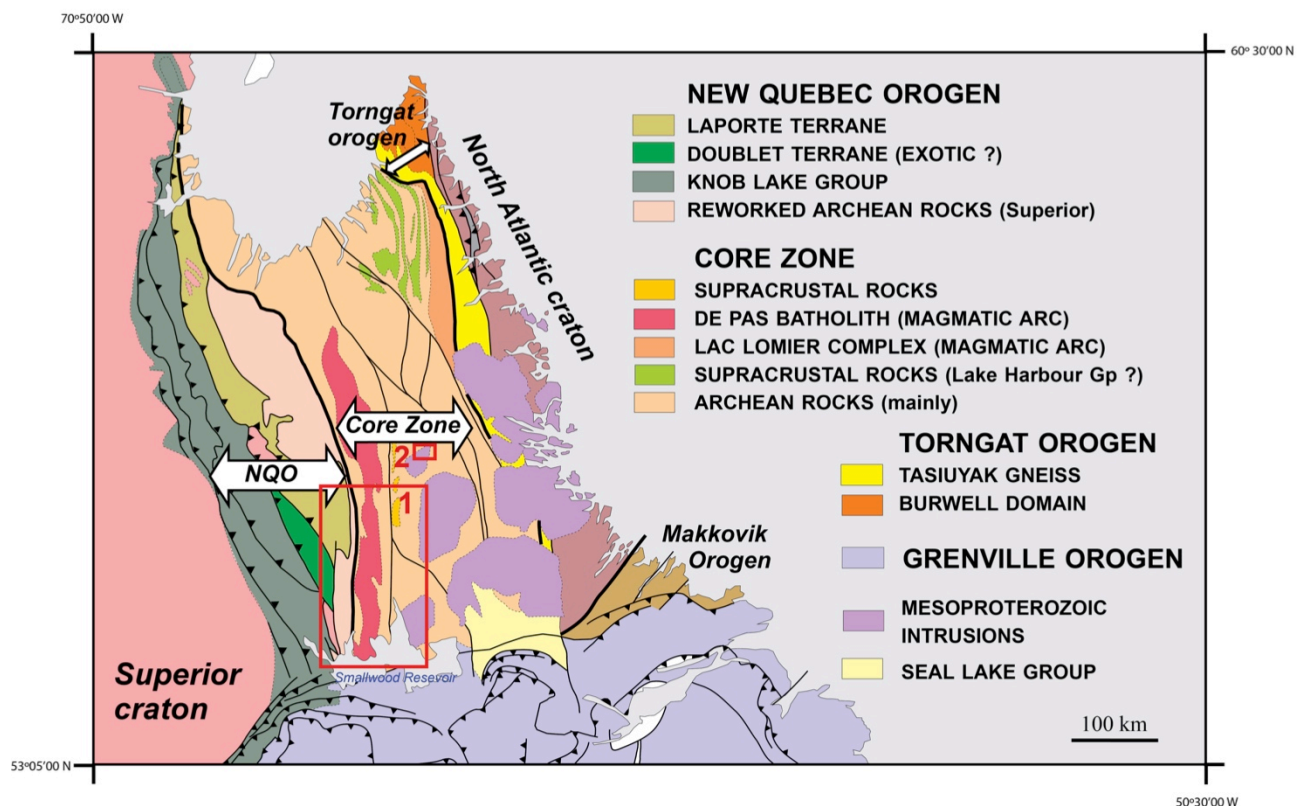 70º50'00 W
60º 30'00 N
NEW QUEBEC OROGEN
LAPORTE TERRANE
DOUBLET TERRANE (EXOTIC ?)
KNOB LAKE GROUP
REWORKED ARCHEAN ROCKS (Superior)
CORE ZONE
SUPRACRUSTAL ROCKS
DE PAS BATHOLITH (MAGMATIC ARC)
LAC LOMIER COMPLEX (MAGMATIC ARC)
SUPRACRUSTAL ROCKS (Lake Harbour Gp ?)
ARCHEAN ROCKS (mainly)
TORNGAT OROGEN
TASIUYAK GNEISS
BURWELL DOMAIN
GRENVILLE OROGEN
MESOPROTEROZOIC
INTRUSIONS
SEAL LAKE GROUP
100 km
Torngat
orogen
North Atlantic craton
Core Zone
2
NQO
1
Makkovik
Orogen
Superior
craton
Smallwood Resevoir
53º05'00 N
50º30'00 W